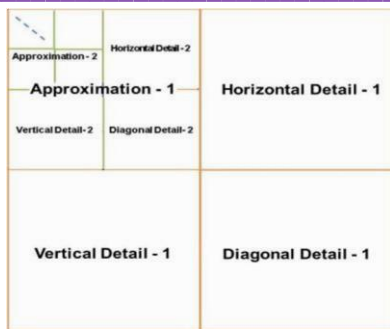 Horizontal Detail - 2
Approximation - 2
Approximation - 1
Horizontal Detail - 1
Vertical Detail- 2
Diagonal Detail- 2
Vertical Detail - 1
Diagonal Detail - 1